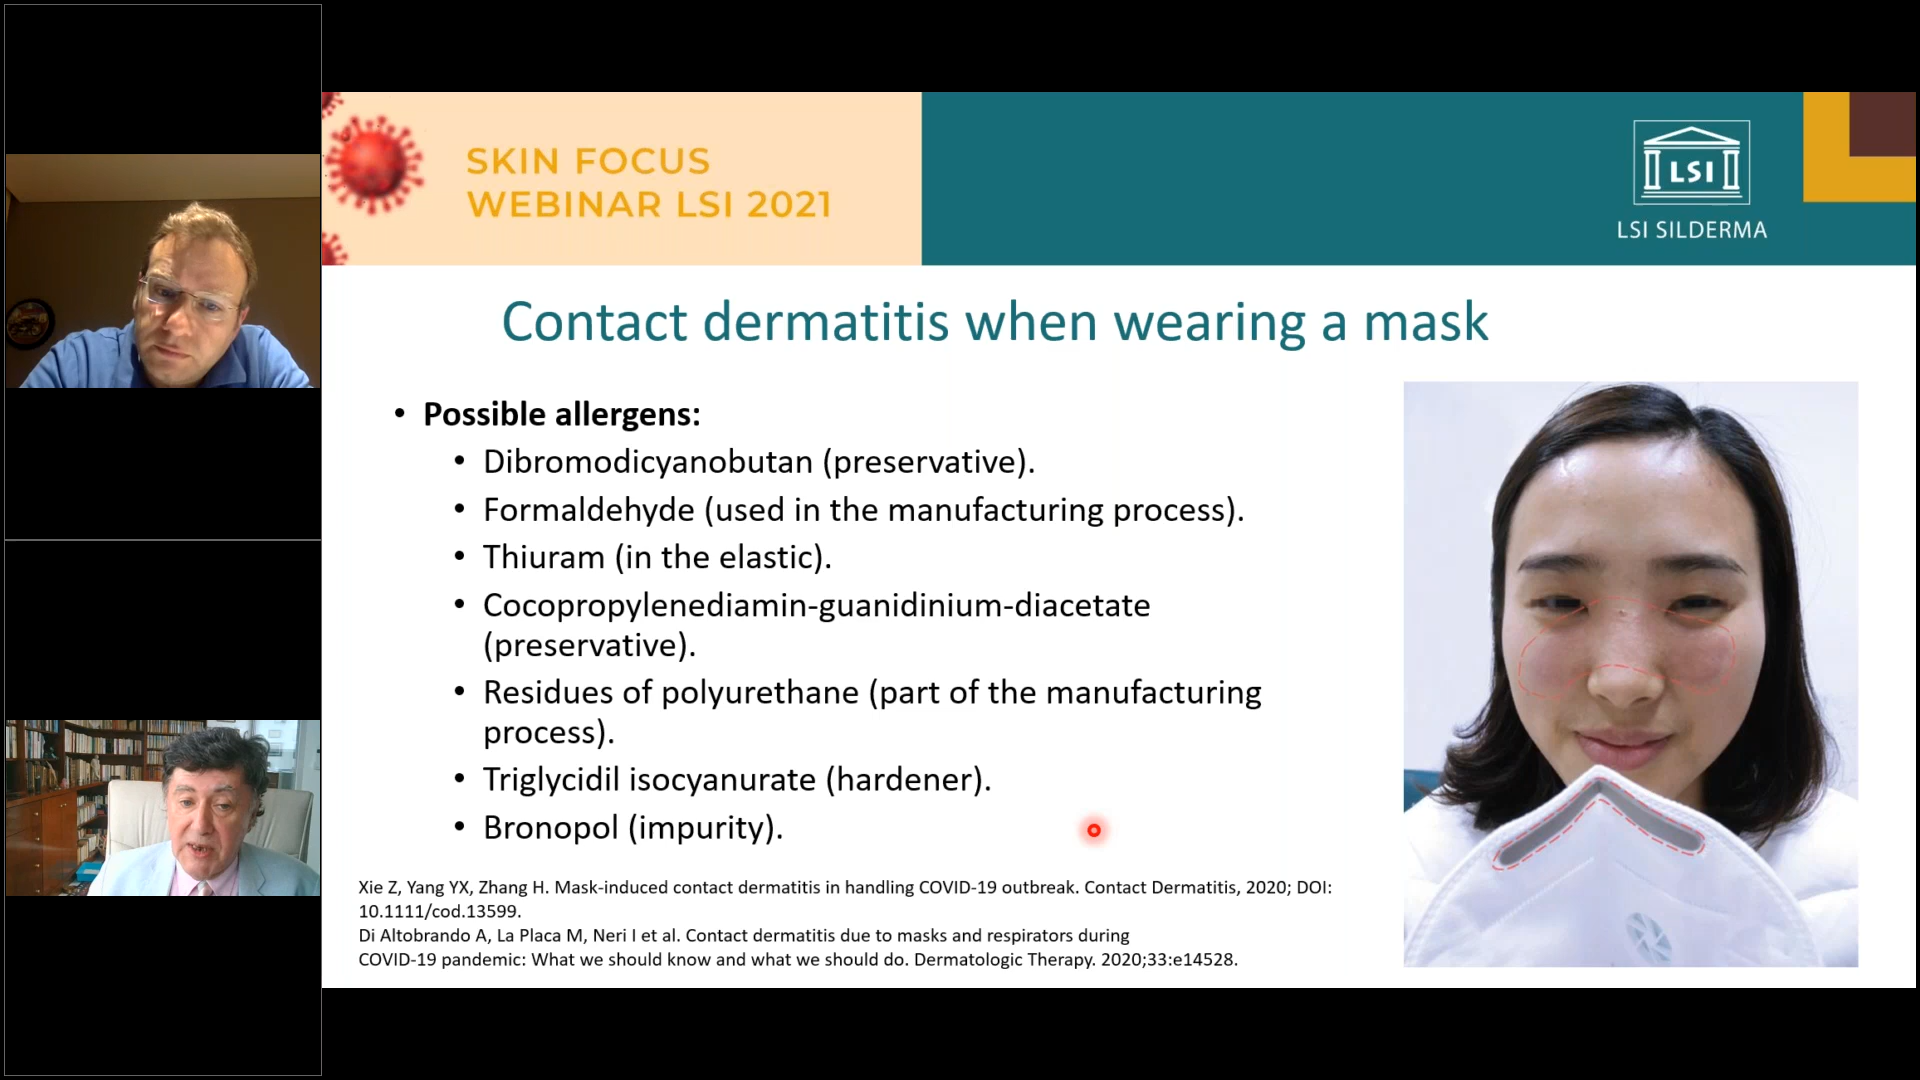 SKIN FOCUS
WEBINAR LSI 2021
LSI
LSI SILDERMA
Contact dermatitis when wearing a mask
• Possible allergens:
• Dibromodicyanobutan (preservative).
• Formaldehyde (used in the manufacturing process).
• Thiuram (in the elastic).
• Cocopropylenediamin-guanidinium-diacetate
(preservative).
• Residues of polyurethane (part of the manufacturing
process).
• Triglycidil isocyanurate (hardener).
• Bronopol (impurity).
Xie Z, Yang YX, Zhang H. Mask-induced contact dermatitis in handling COVID-19 outbreak. Contact Dermatitis, 2020; DOI:
10.1111/cod.13599.
Di Altobrando A, La Placa M, Neri I et al. Contact dermatitis due to masks and respirators during
COVID-19 pandemic: What we should know and what we should do. Dermatologic Therapy. 2020;33:e14528.